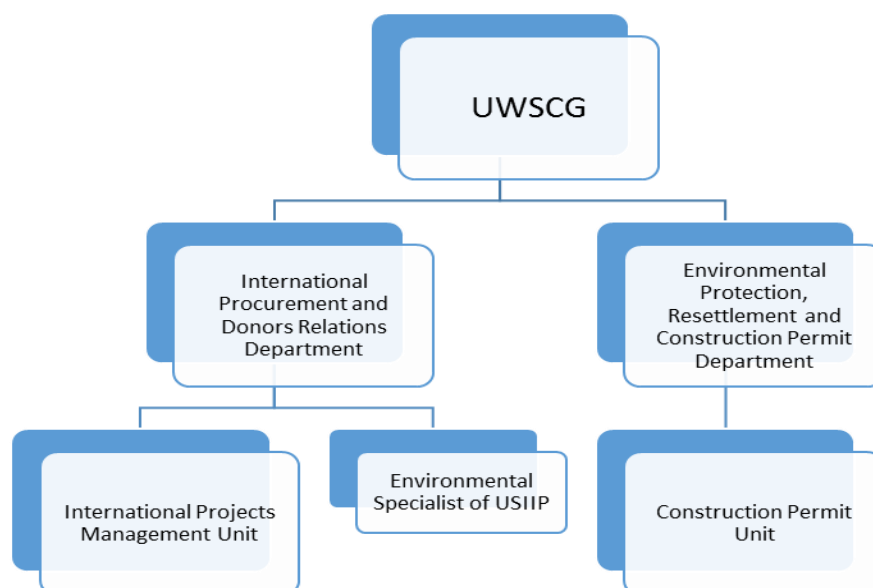 UWSCG
International
Procurement and
Donors Relations
Department
Environmental
Protection,
Resettlement and
Construction Permit
Department
International Projects
Management Unit
Environmental
Specialist of USIIP
Construction Permit
Unit